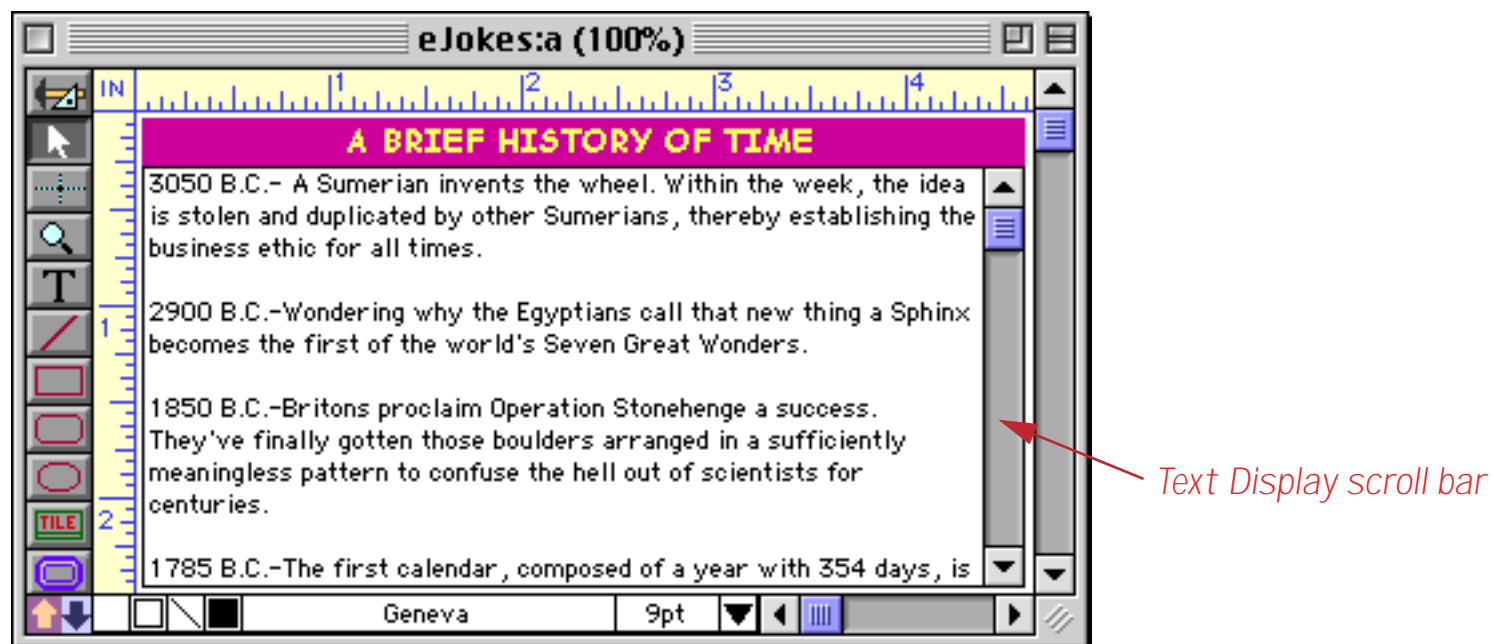 eJokes:a (100%)
IN 1 2 3 4
A BRIEF HISTORY OF TIME
3050 B.C.- A Sumerian invents the wheel. Within the week, the idea
is stolen and duplicated by other Sumerians, thereby establishing the
business ethic for all times.
2900 B.C.-Wondering why the Egyptians call that new thing a Sphinx
becomes the first of the world's Seven Great Wonders.
1850 B.C.-Britons proclaim Operation Stonehenge a success.
They've finally gotten those boulders arranged in a sufficiently
meaningless pattern to confuse the hell out of scientists for
centuries.
1785 B.C.-The first calendar, composed of a year with 354 days, is
T
1
TILE
2
Geneva 9pt
Text Display scroll bar